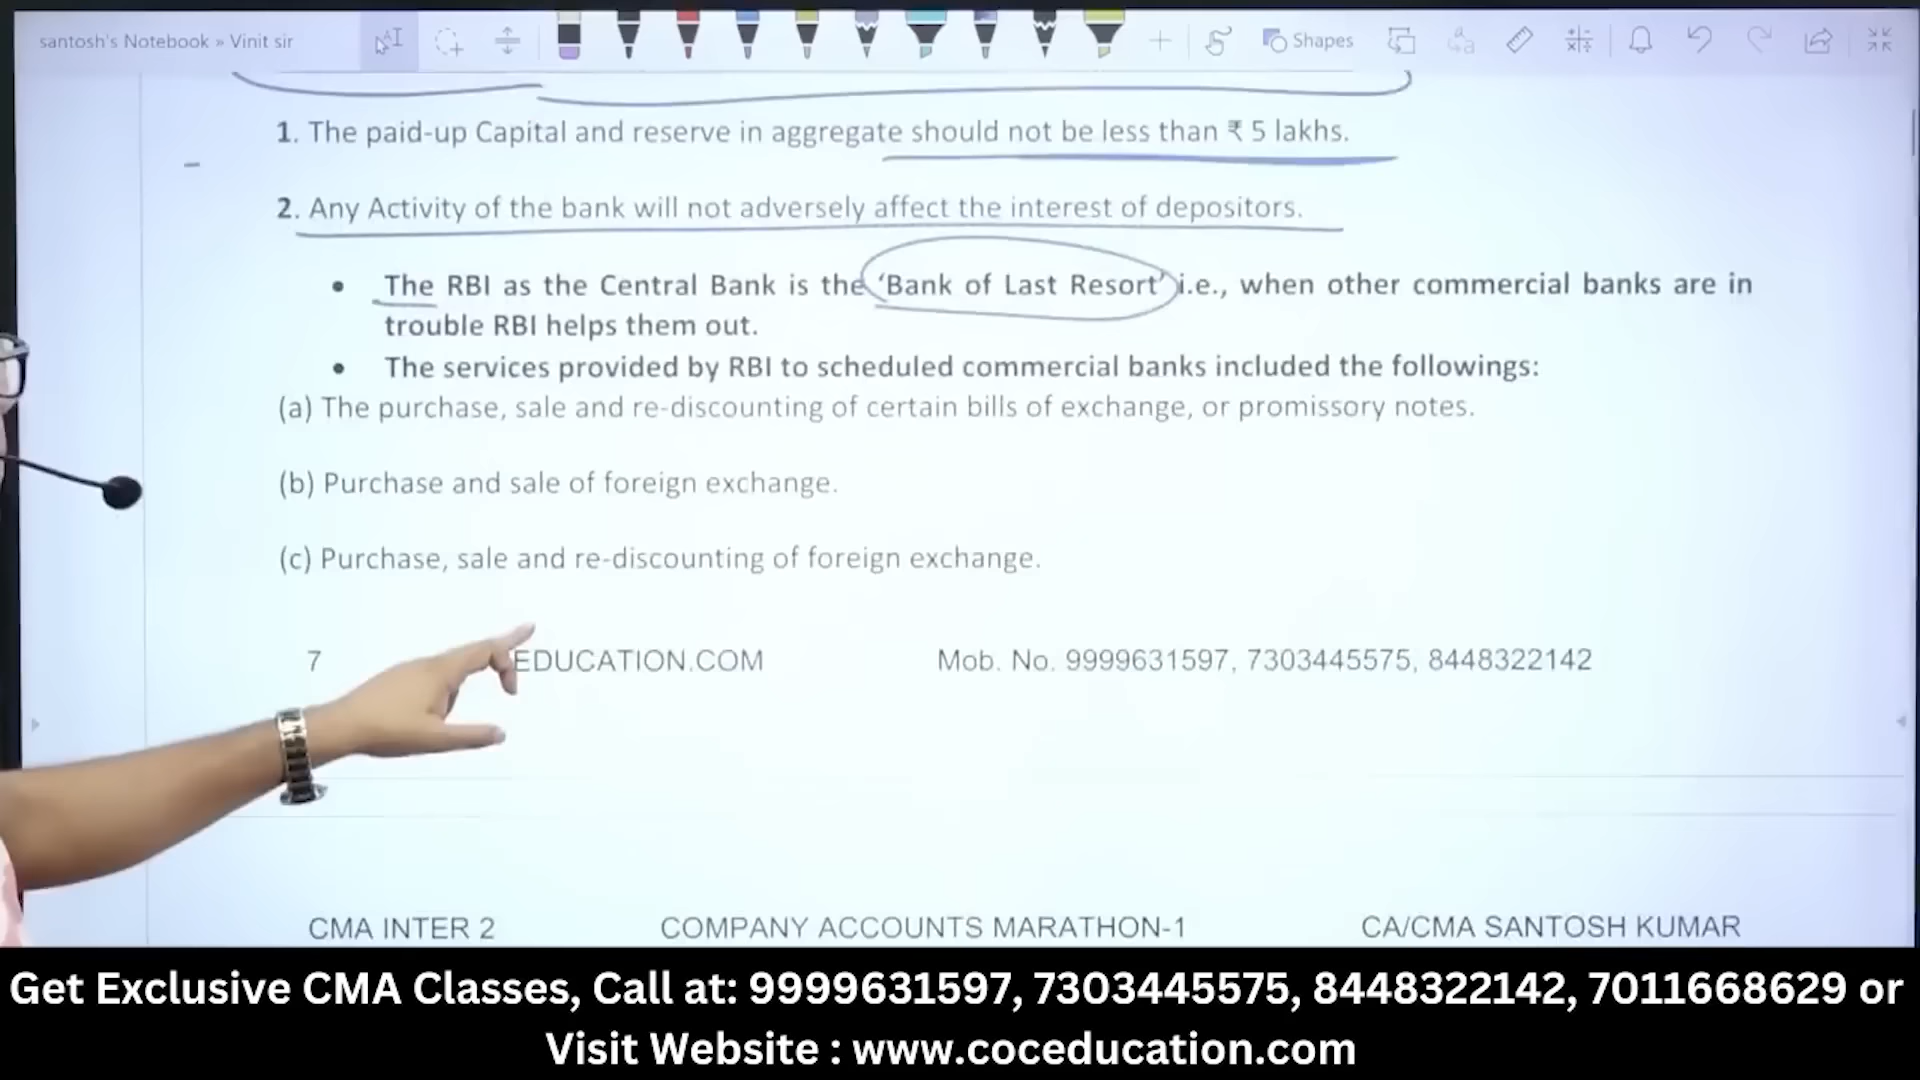 santosh's Notebook » Vinit sir
Shapes
1. The paid-up Capital and reserve in aggregate should not be less than ₹ 5 lakhs.
2. Any Activity of the bank will not adversely affect the interest of depositors.
• The RBI as the Central Bank is the 'Bank of Last Resort' i.e., when other commercial banks are in
trouble RBI helps them out.
• The services provided by RBI to scheduled commercial banks included the followings:
(a) The purchase, sale and re-discounting of certain bills of exchange, or promissory notes.
(b) Purchase and sale of foreign exchange.
(c) Purchase, sale and re-discounting of foreign exchange.
7 EDUCATION.COM Mob. No. 9999631597, 7303445575, 8448322142
CMA INTER 2 COMPANY ACCOUNTS MARATHON-1 CA/CMA SANTOSH KUMAR
Get Exclusive CMA Classes, Call at: 9999631597, 7303445575, 8448322142, 7011668629 or
Visit Website : www.coceducation.com